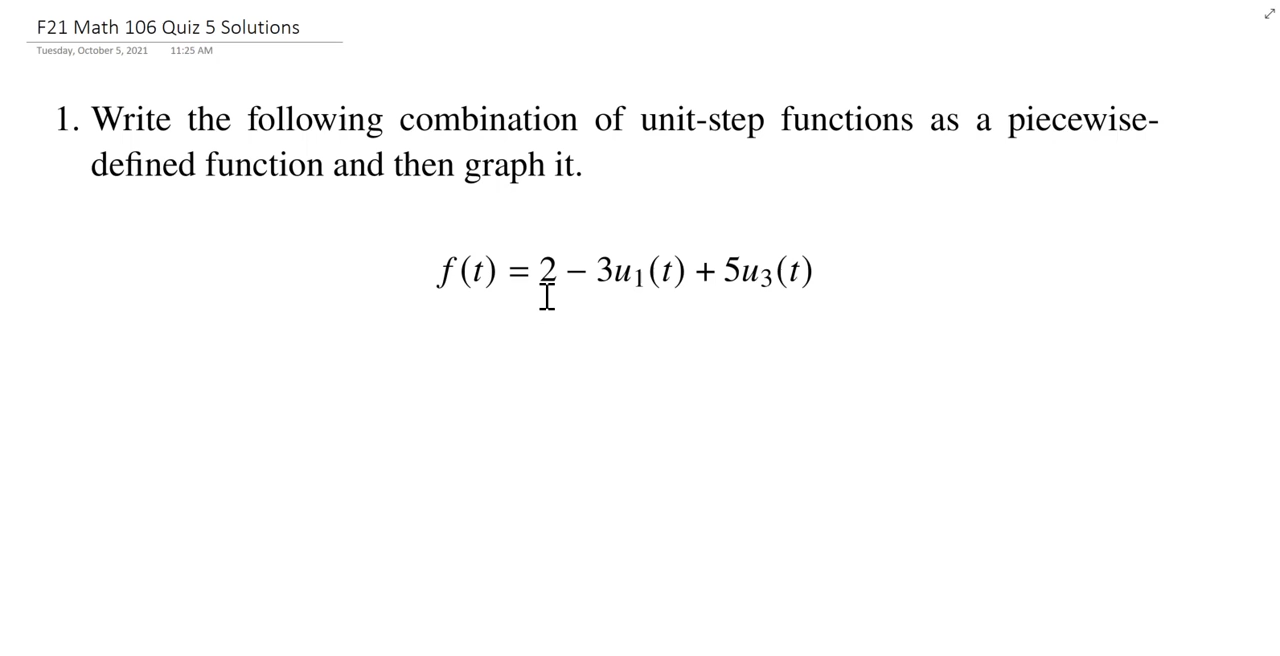 F21 Math 106 Quiz 5 Solutions
Tuesday, October 5, 2021 11:25 AM
1. Write the following combination of unit-step functions as a piecewise-
defined function and then graph it.
f(t) = 2 − 3u₁(t) + 5u₃(t)